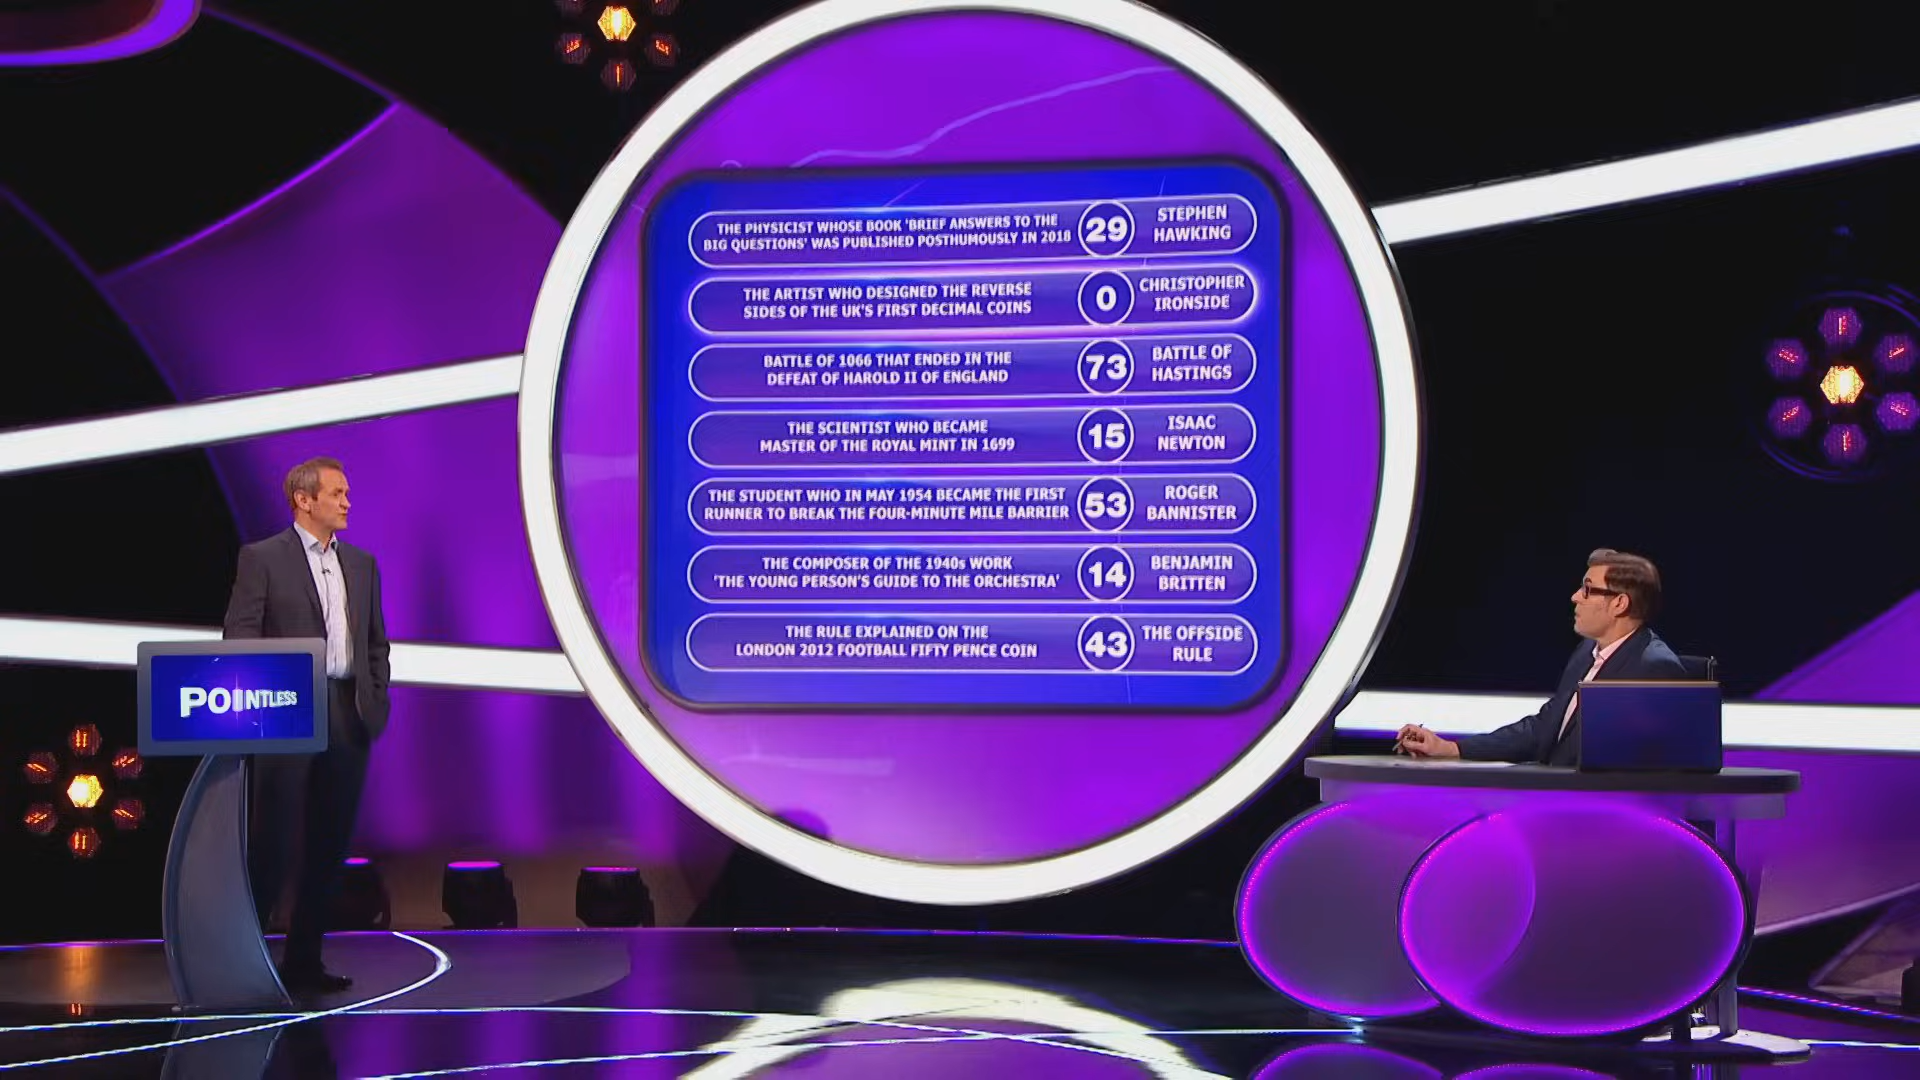 THE PHYSICIST WHOSE BOOK 'BRIEF ANSWERS TO THE
BIG QUESTIONS' WAS PUBLISHED POSTHUMOUSLY IN 2018
29
STEPHEN
HAWKING
THE ARTIST WHO DESIGNED THE REVERSE
SIDES OF THE UK'S FIRST DECIMAL COINS
0
CHRISTOPHER
IRONSIDE
BATTLE OF 1066 THAT ENDED IN THE
DEFEAT OF HAROLD II OF ENGLAND
73
BATTLE OF
HASTINGS
THE SCIENTIST WHO BECAME
MASTER OF THE ROYAL MINT IN 1699
15
ISAAC
NEWTON
THE STUDENT WHO IN MAY 1954 BECAME THE FIRST
RUNNER TO BREAK THE FOUR-MINUTE MILE BARRIER
53
ROGER
BANNISTER
THE COMPOSER OF THE 1940s WORK
'THE YOUNG PERSON'S GUIDE TO THE ORCHESTRA'
14
BENJAMIN
BRITTEN
THE RULE EXPLAINED ON THE
LONDON 2012 FOOTBALL FIFTY PENCE COIN
43
THE OFFSIDE
RULE
POINTLESS